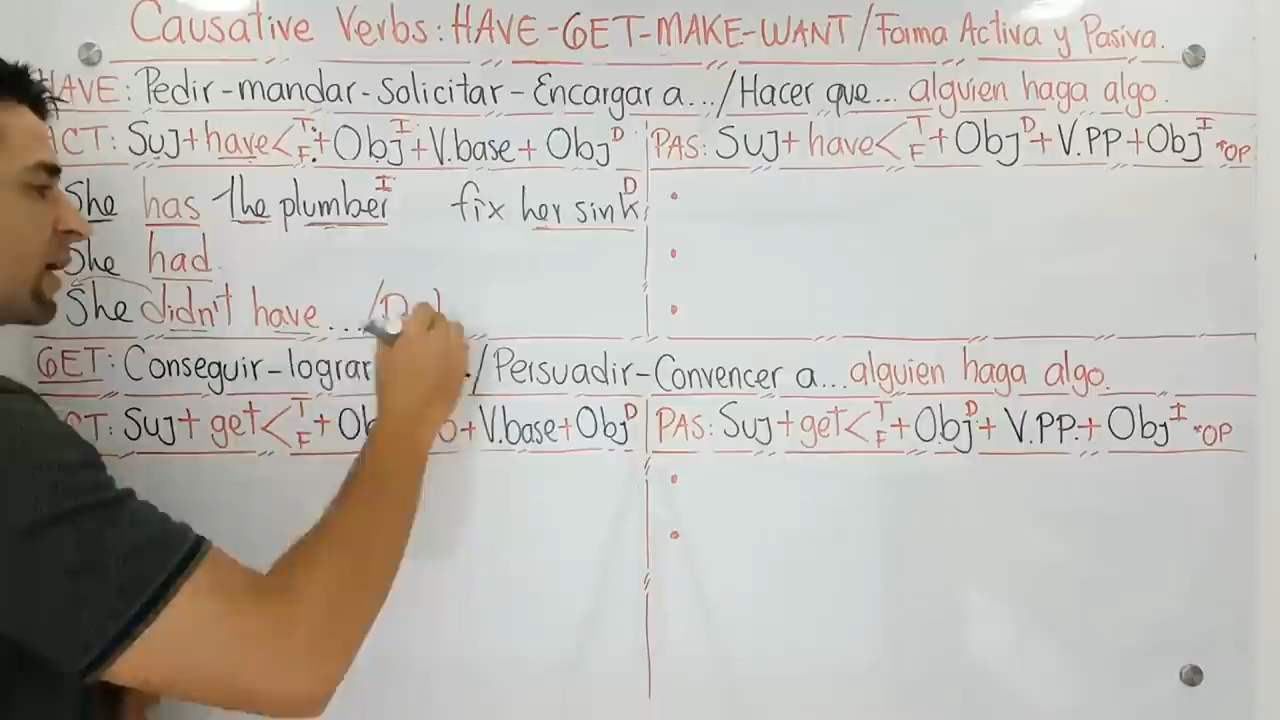 Causative Verbs: HAVE-GET-MAKE-WANT/Forma Activa y Pasiva.
HAVE: Pedir-mandar-Solicitar-Encargar a.../Hacer que... alguien haga algo.
ACT: Suj+have<T F+Obj I+V.base+Obj D
PAS: Suj+have<T F+Obj D+V.PP+Obj I *OP
She has the plumber I fix her sink D
She had
She didn't have.../
GET: Conseguir-lograr ./Persuadir-Convencer a...alguien haga algo.
CT: Suj+get<T F+Ob +V.base+Obj D
PAS: Suj+get<T F+Obj D+V.PP.+Obj I *OP